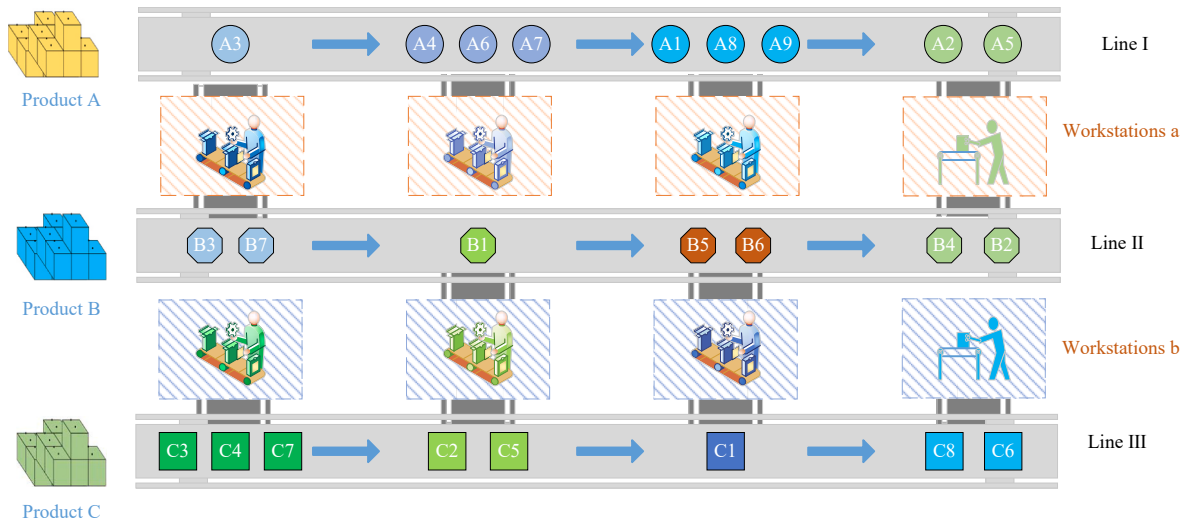 A3 A4 A6 A7 A1 A8 A9 A2 A5 Line I
Product A
Workstations a
B3 B7 B1 B5 B6 B4 B2 Line II
Product B
Workstations b
C3 C4 C7 C2 C5 C1 C8 C6 Line III
Product C